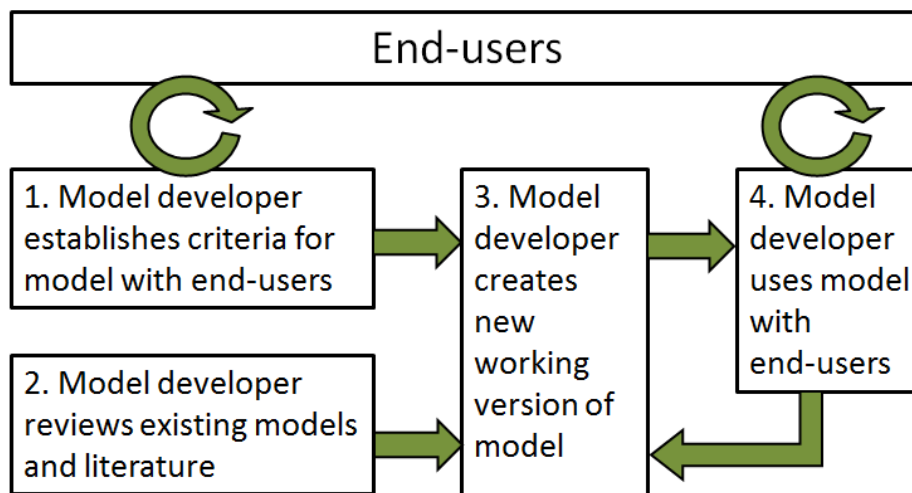 End-users
1. Model developer
establishes criteria for
model with end-users
2. Model developer
reviews existing models
and literature
3. Model
developer
creates
new
working
version of
model
4. Model
developer
uses model
with
end-users